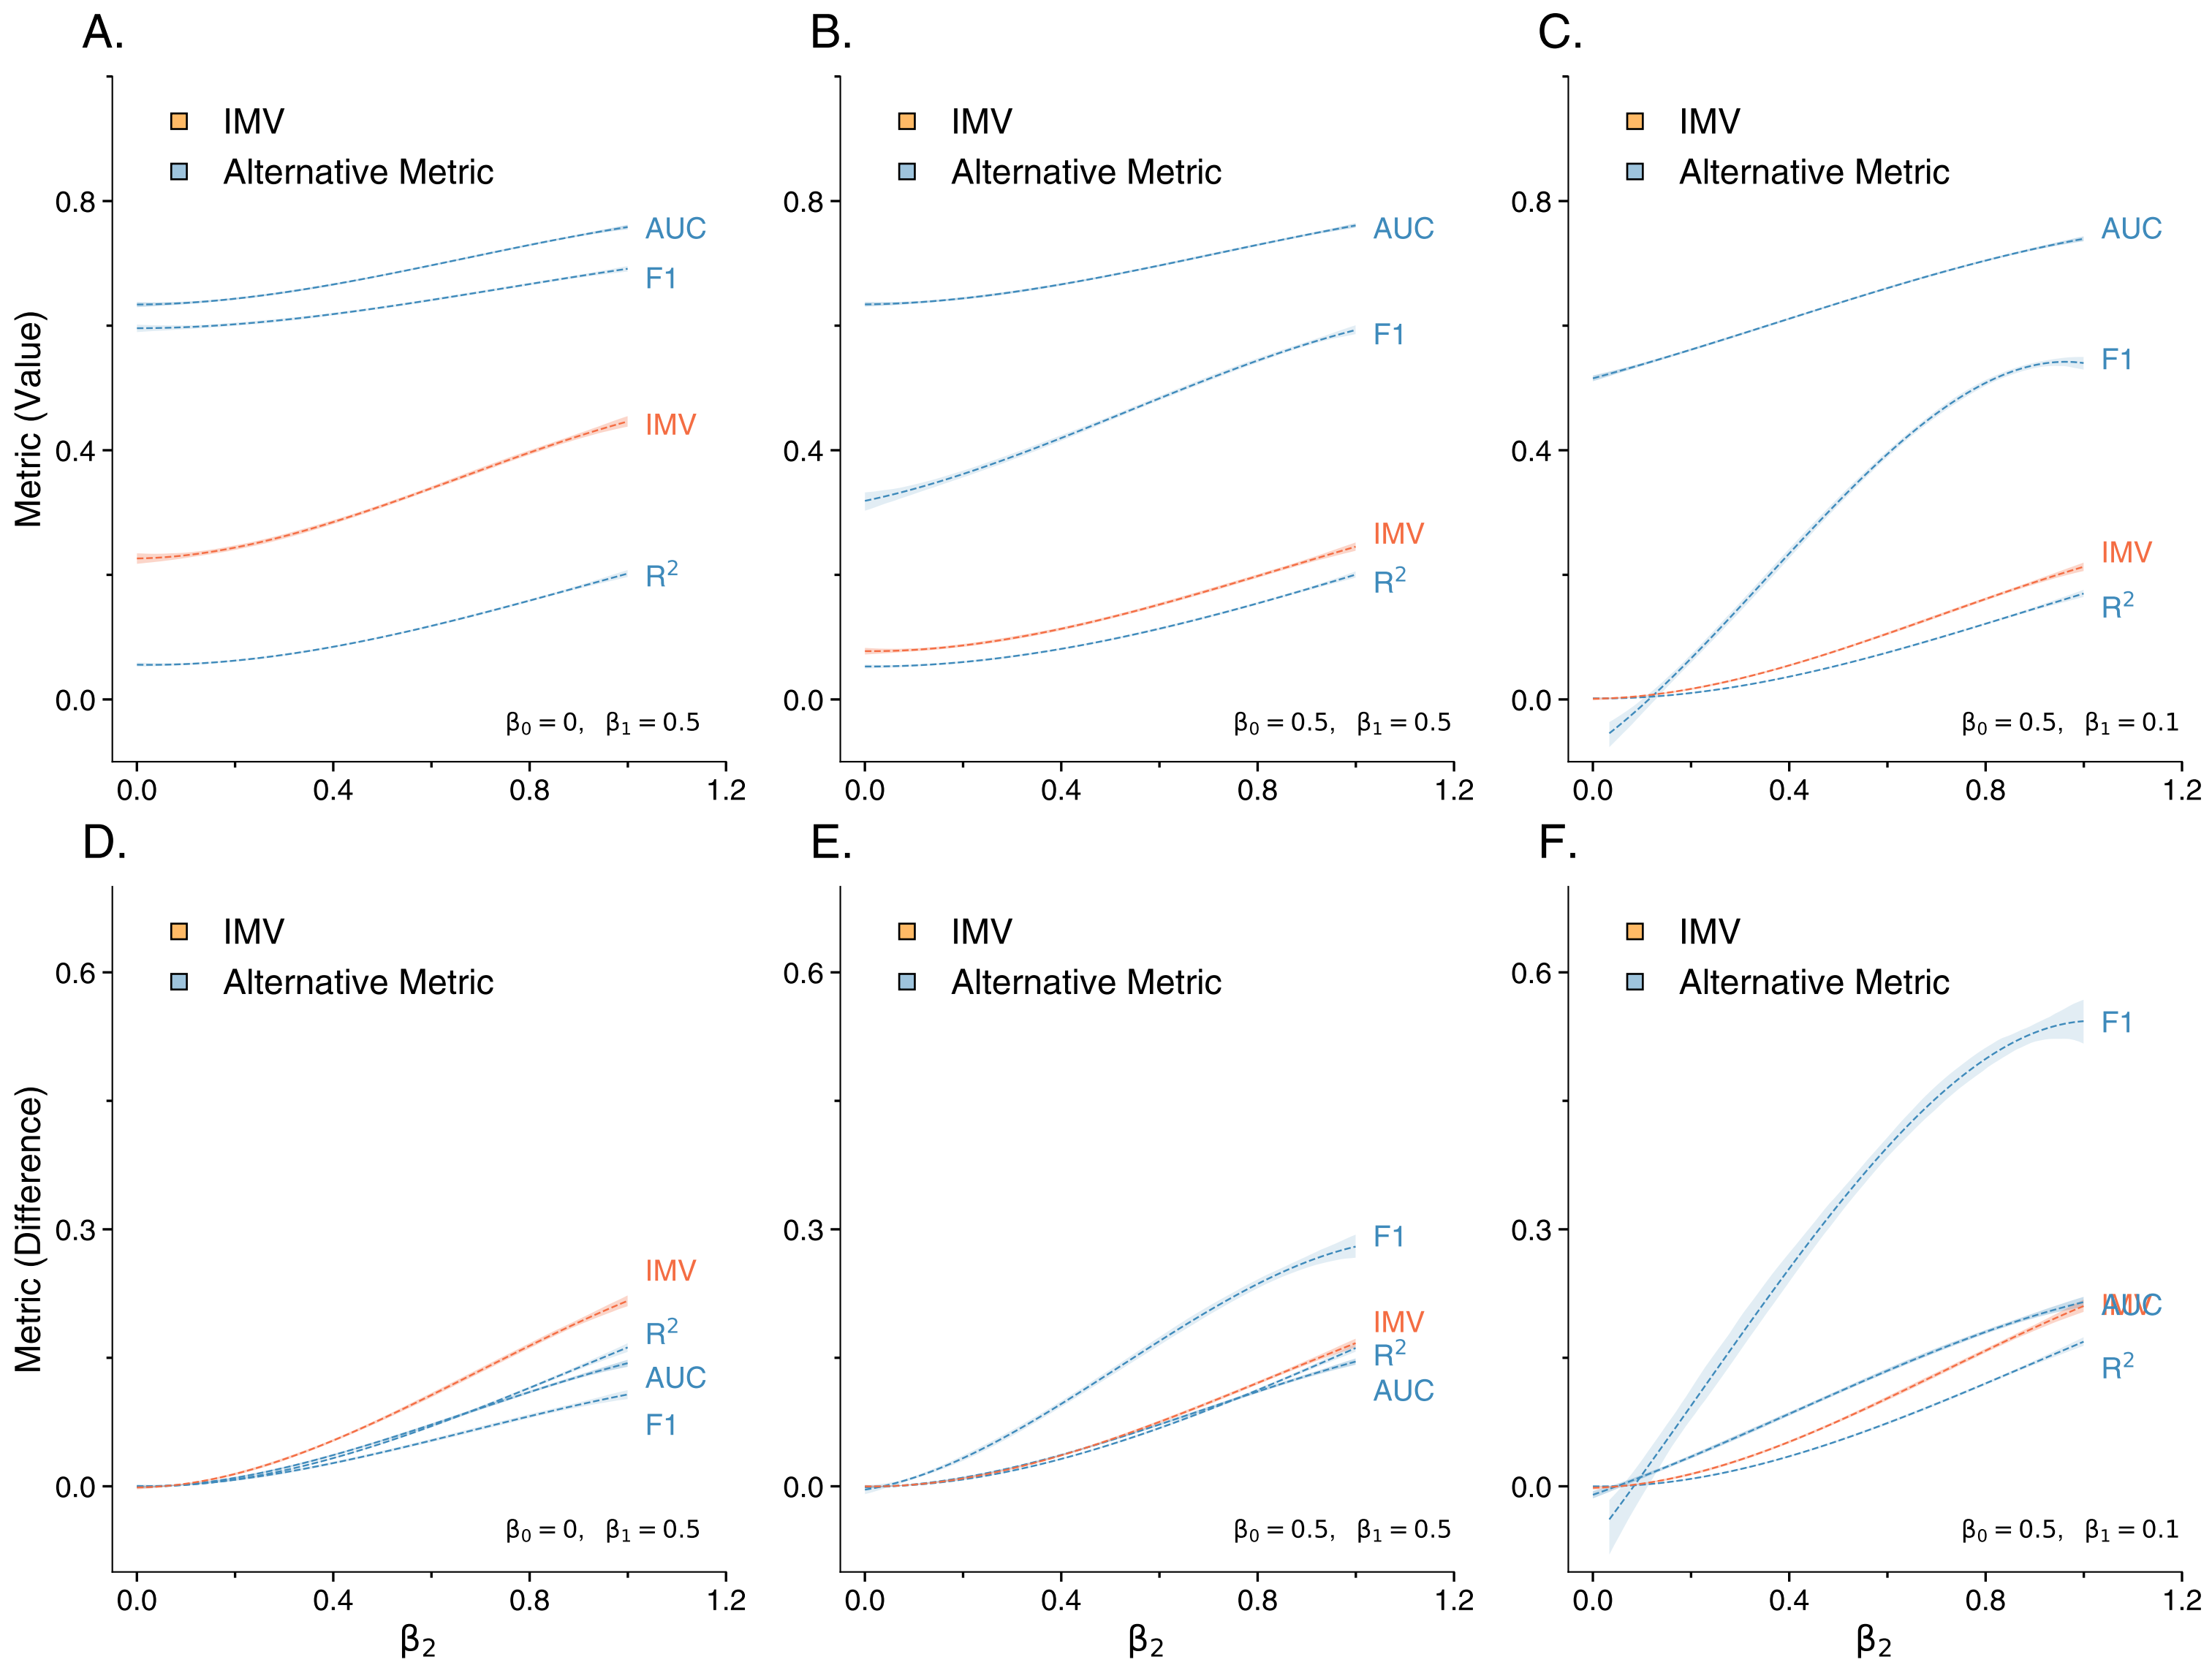 A.
IMV
Alternative Metric
AUC
F1
IMV
R²
β₀ = 0, β₁ = 0.5
Metric (Value)
0.8
0.4
0.0
0.0 0.4 0.8 1.2
B.
IMV
Alternative Metric
AUC
F1
IMV
R²
β₀ = 0.5, β₁ = 0.5
0.8
0.4
0.0
0.0 0.4 0.8 1.2
C.
IMV
Alternative Metric
AUC
F1
IMV
R²
β₀ = 0.5, β₁ = 0.1
0.8
0.4
0.0
0.0 0.4 0.8 1.2
D.
IMV
Alternative Metric
IMV
R²
AUC
F1
β₀ = 0, β₁ = 0.5
Metric (Difference)
0.6
0.3
0.0
0.0 0.4 0.8 1.2
β₂
E.
IMV
Alternative Metric
F1
IMV
R²
AUC
β₀ = 0.5, β₁ = 0.5
0.6
0.3
0.0
0.0 0.4 0.8 1.2
β₂
F.
IMV
Alternative Metric
F1
IMV
AUC
R²
β₀ = 0.5, β₁ = 0.1
0.6
0.3
0.0
0.0 0.4 0.8 1.2
β₂